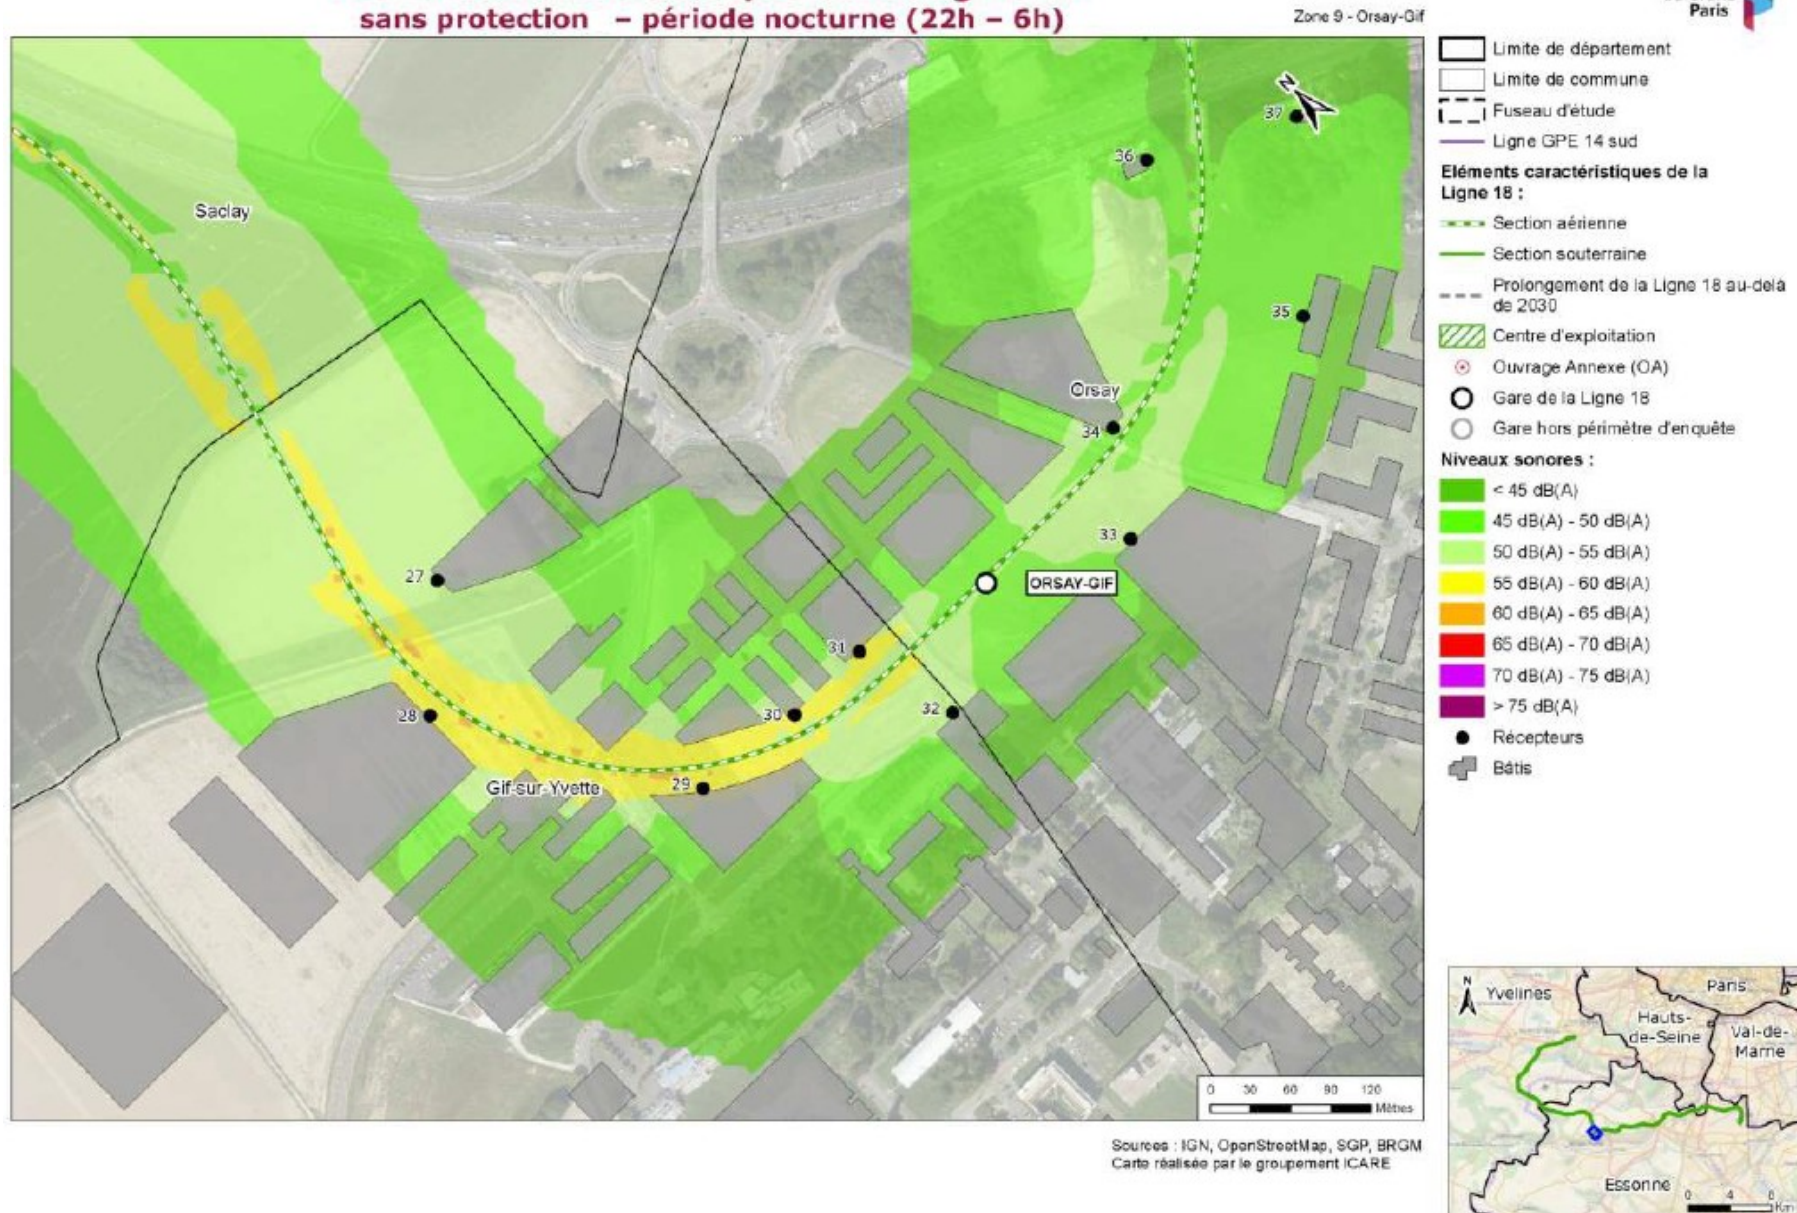 sans protection – période nocturne (22h – 6h)
Zone 9 - Orsay-Gif
Paris
Saclay
Orsay
Gif-sur-Yvette
ORSAY-GIF
N
27
28
29
30
31
32
33
34
35
36
37
0 30 60 90 120
Mètres
Limite de département
Limite de commune
Fuseau d'étude
Ligne GPE 14 sud
Eléments caractéristiques de la
Ligne 18 :
Section aérienne
Section souterraine
Prolongement de la Ligne 18 au-delà
de 2030
Centre d'exploitation
Ouvrage Annexe (OA)
Gare de la Ligne 18
Gare hors périmètre d'enquête
Niveaux sonores :
< 45 dB(A)
45 dB(A) - 50 dB(A)
50 dB(A) - 55 dB(A)
55 dB(A) - 60 dB(A)
60 dB(A) - 65 dB(A)
65 dB(A) - 70 dB(A)
70 dB(A) - 75 dB(A)
> 75 dB(A)
Récepteurs
Bâtis
N
Yvelines
Paris
Hauts-
de-Seine
Val-de-
Marne
Essonne
0 4 8
Km
Sources : IGN, OpenStreetMap, SGP, BRGM
Carte réalisée par le groupement ICARE